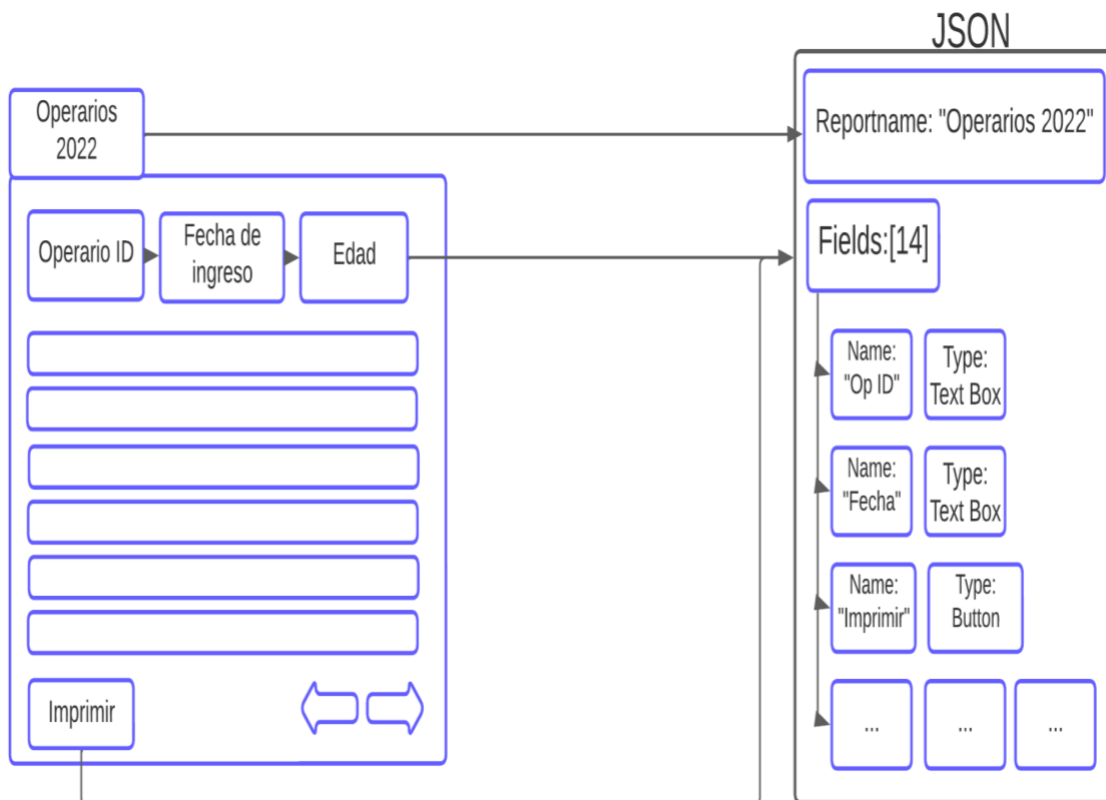 JSON
Operarios
2022
Reportname: "Operarios 2022"
Operario ID
Fecha de
ingreso
Edad
Fields:[14]
Name:
"Op ID"
Type:
Text Box
Name:
"Fecha"
Type:
Text Box
Name:
"Imprimir"
Type:
Button
Imprimir
...
...
...